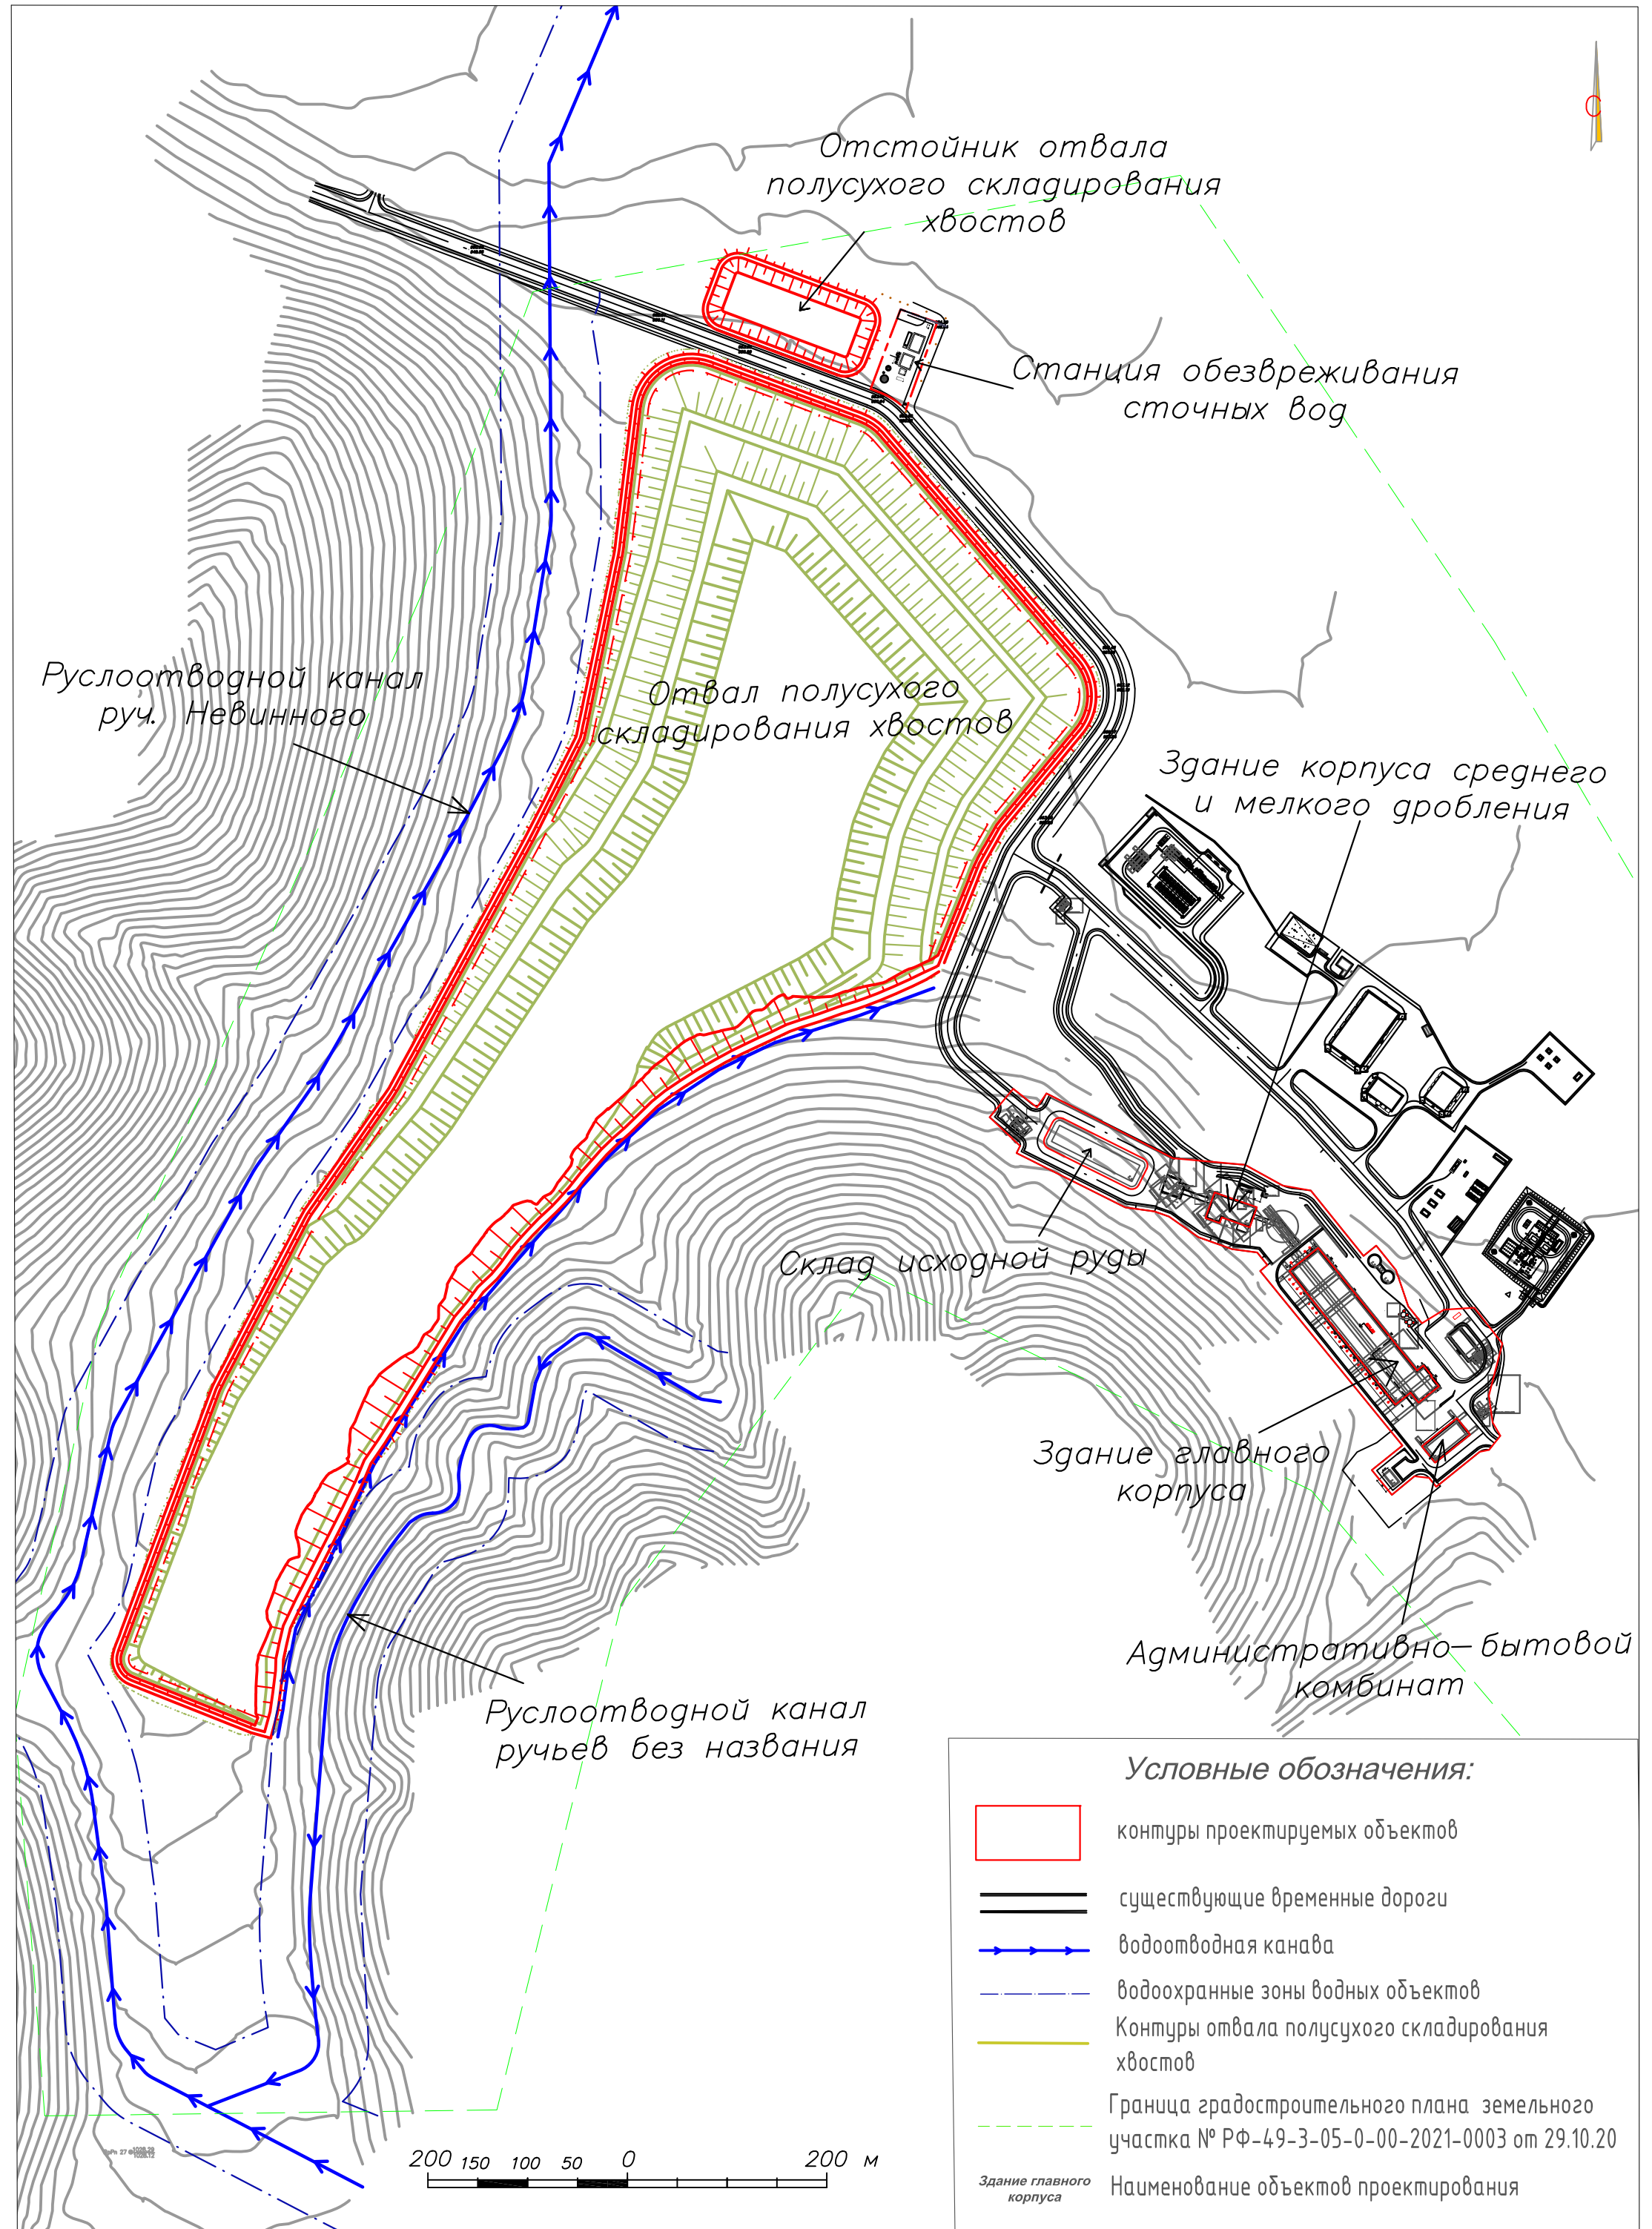 С
Отстойник отвала
полусухого складирования
хвостов
Станция обезвреживания
сточных вод
Руслоотводной канал
руч. Невинного
Отвал полусухого
складирования хвостов
Здание корпуса среднего
и мелкого дробления
Склад исходной руды
Здание главного
корпуса
Административно-бытовой
комбинат
Руслоотводной канал
ручьев без названия
200 150 100 50 0 200 м
Условные обозначения:
контуры проектируемых объектов
существующие временные дороги
водоотводная канава
водоохранные зоны водных объектов
Контуры отвала полусухого складирования
хвостов
Граница градостроительного плана земельного
участка № РФ-49-3-05-0-00-2021-0003 от 29.10.20
Здание главного
корпуса
Наименование объектов проектирования